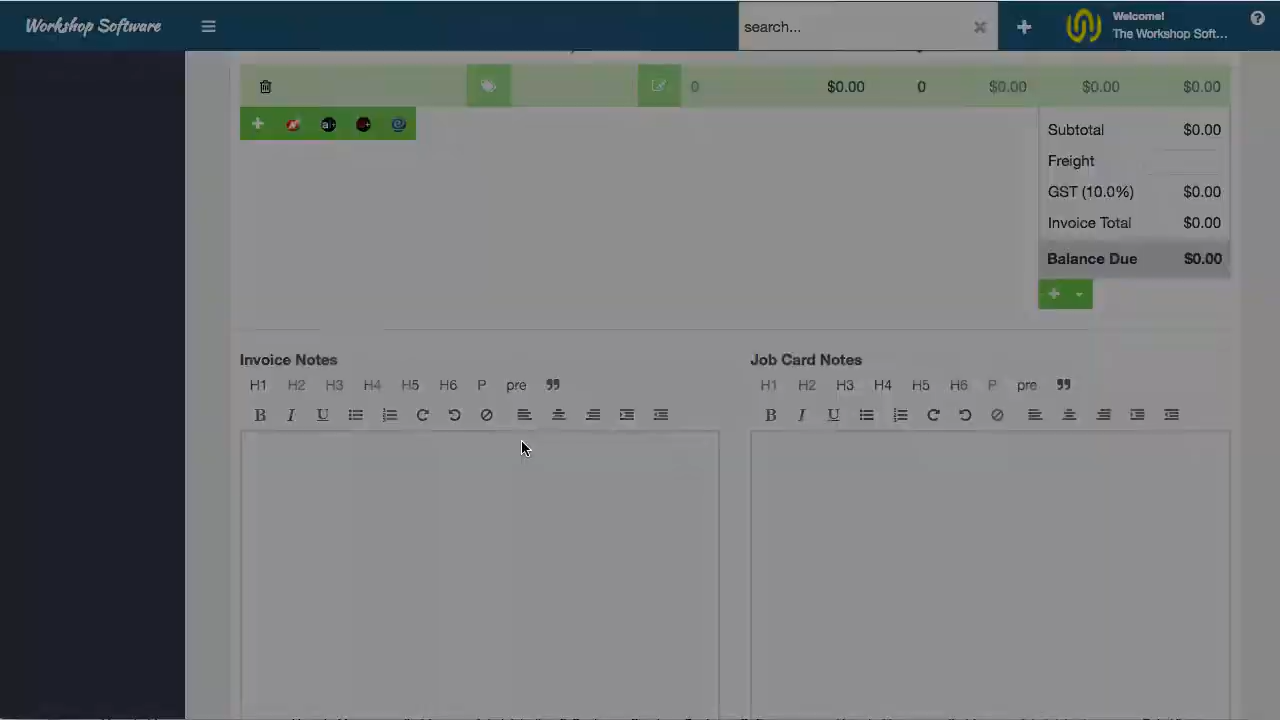 Workshop Software
search...
Welcome!
The Workshop Soft...
0 $0.00 0 $0.00 $0.00 $0.00
Subtotal $0.00
Freight
GST (10.0%) $0.00
Invoice Total $0.00
Balance Due $0.00
Invoice Notes
H1 H2 H3 H4 H5 H6 P pre
B I U
Job Card Notes
H1 H2 H3 H4 H5 H6 P pre
B I U